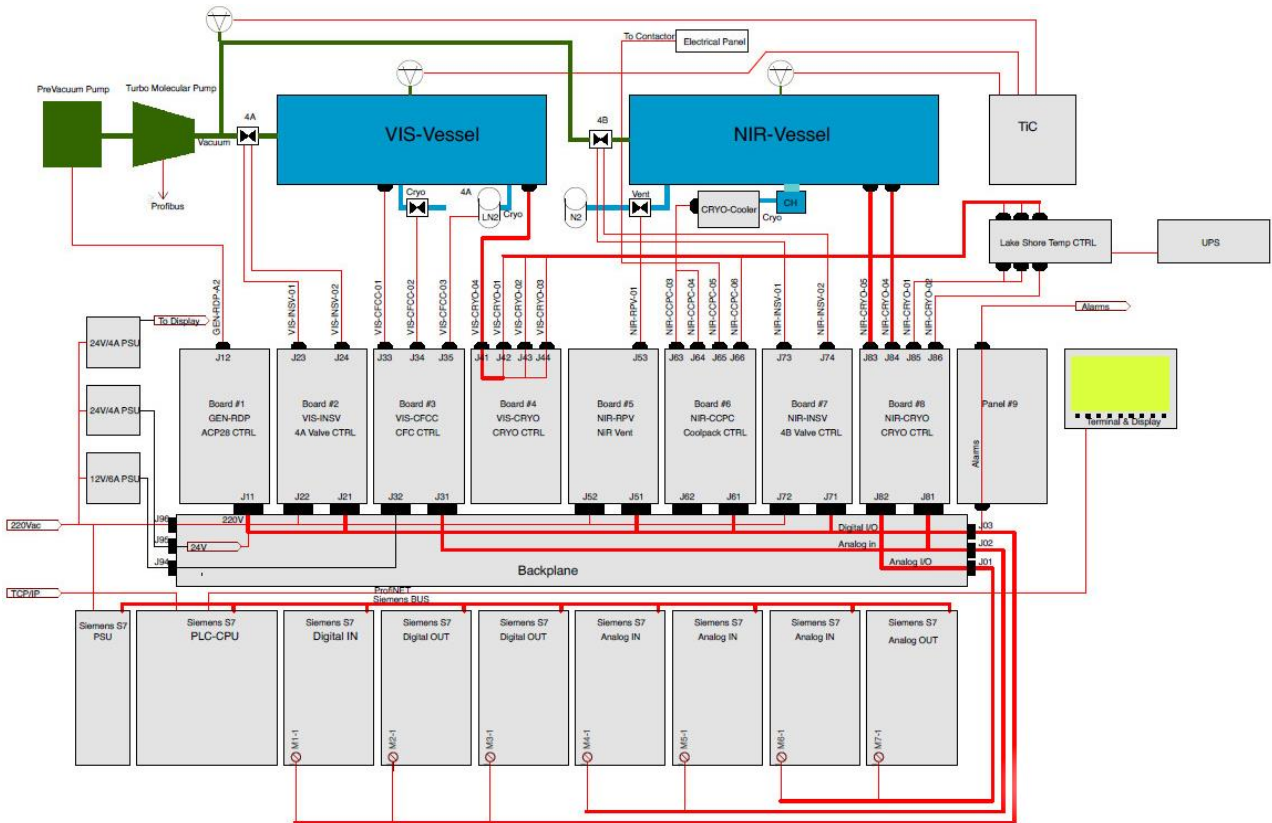 To Contactor
Electrical Panel
PreVacuum Pump
Turbo Molecular Pump
4A
4B
Vacuum
VIS-Vessel
NIR-Vessel
TiC
Profibus
Cryo
4A
LN2
Cryo
N2
Vent
CRYO-Cooler
Cryo
CH
Lake Shore Temp CTRL
UPS
GEN-RDP-A2
VIS-INSV-01
VIS-INSV-02
VIS-CFCC-01
VIS-CFCC-02
VIS-CFCC-03
VIS-CRYO-04
VIS-CRYO-01
VIS-CRYO-02
VIS-CRYO-03
NIR-RPV-01
NIR-CCPC-03
NIR-CCPC-04
NIR-CCPC-05
NIR-CCPC-06
NIR-INSV-01
NIR-INSV-02
NIR-CRYO-05
NIR-CRYO-04
NIR-CRYO-01
NIR-CRYO-02
Alarms
To Display
24V/4A PSU
24V/4A PSU
12V/6A PSU
J12
J23
J24
J33
J34
J35
J41
J42
J43
J44
J53
J63
J64
J65
J66
J73
J74
J83
J84
J85
J86
Board #1
GEN-RDP
ACP28 CTRL
Board #2
VIS-INSV
4A Valve CTRL
Board #3
VIS-CFCC
CFC CTRL
Board #4
VIS-CRYO
CRYO CTRL
Board #5
NIR-RPV
NiR Vent
Board #6
NIR-CCPC
Coolpack CTRL
Board #7
NIR-INSV
4B Valve CTRL
Board #8
NIR-CRYO
CRYO CTRL
Panel #9
Alarms
Terminal & Display
J11
J22
J21
J32
J31
J52
J51
J62
J61
J72
J71
J82
J81
220Vac
J96
220V
Digital I/O
J03
J95
24V
Analog in
J02
J94
Analog I/O
J01
Backplane
TCP/IP
ProfiNET
Siemens BUS
Siemens S7
PSU
Siemens S7
PLC-CPU
Siemens S7
Digital IN
Siemens S7
Digital OUT
Siemens S7
Digital OUT
Siemens S7
Analog IN
Siemens S7
Analog IN
Siemens S7
Analog IN
Siemens S7
Analog OUT
M1-1
M2-1
M3-1
M4-1
M5-1
M6-1
M7-1